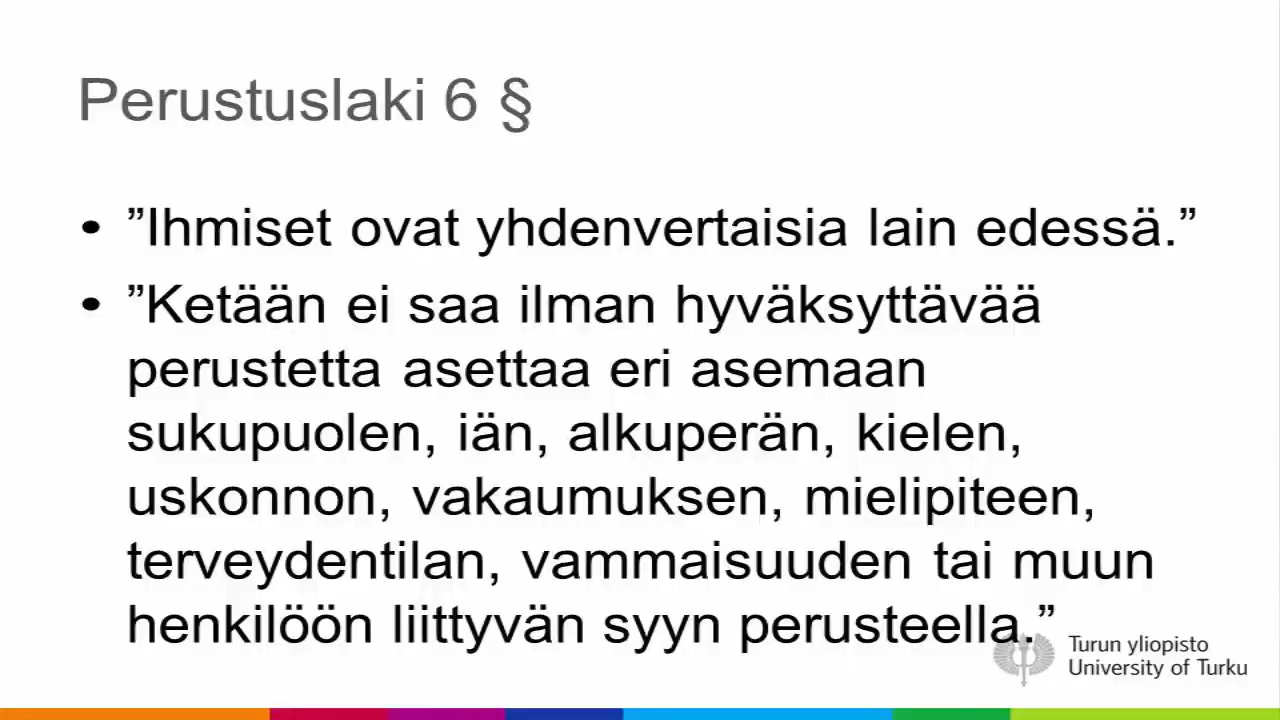 Perustuslaki 6 §
• ”Ihmiset ovat yhdenvertaisia lain edessä.”
• ”Ketään ei saa ilman hyväksyttävää
perustetta asettaa eri asemaan
sukupuolen, iän, alkuperän, kielen,
uskonnon, vakaumuksen, mielipiteen,
terveydentilan, vammaisuuden tai muun
henkilöön liittyvän syyn perusteella.”
Turun yliopisto
University of Turku